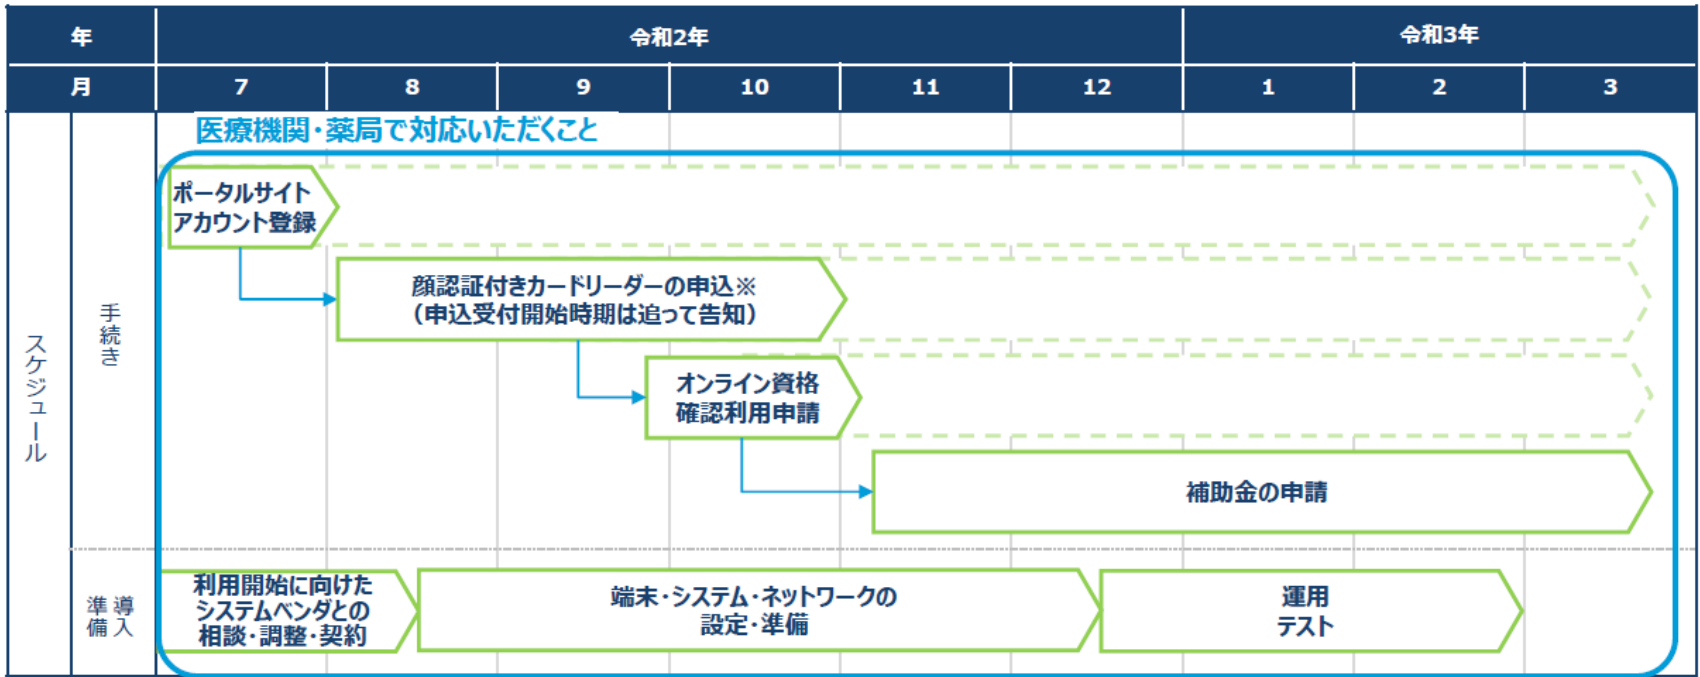 年
令和2年
令和3年
月
7
8
9
10
11
12
1
2
3
医療機関・薬局で対応いただくこと
スケジュール
手続き
ポータルサイト
アカウント登録
顔認証付きカードリーダーの申込※
（申込受付開始時期は追って告知）
オンライン資格
確認利用申請
補助金の申請
導入
準備
利用開始に向けた
システムベンダとの
相談・調整・契約
端末・システム・ネットワークの
設定・準備
運用
テスト